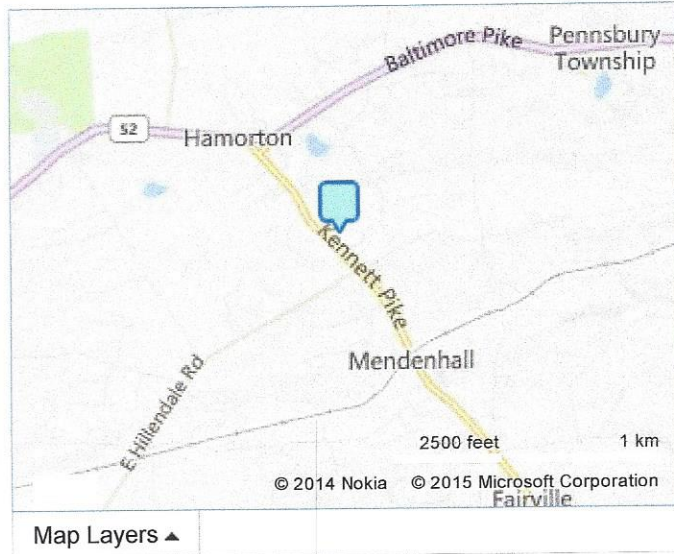 Baltimore Pike
Pennsbury
Township
52
Hamorton
Kennett Pike
E Hillendale Rd
Mendenhall
2500 feet 1 km
© 2014 Nokia © 2015 Microsoft Corporation
Fairville
Map Layers ▲